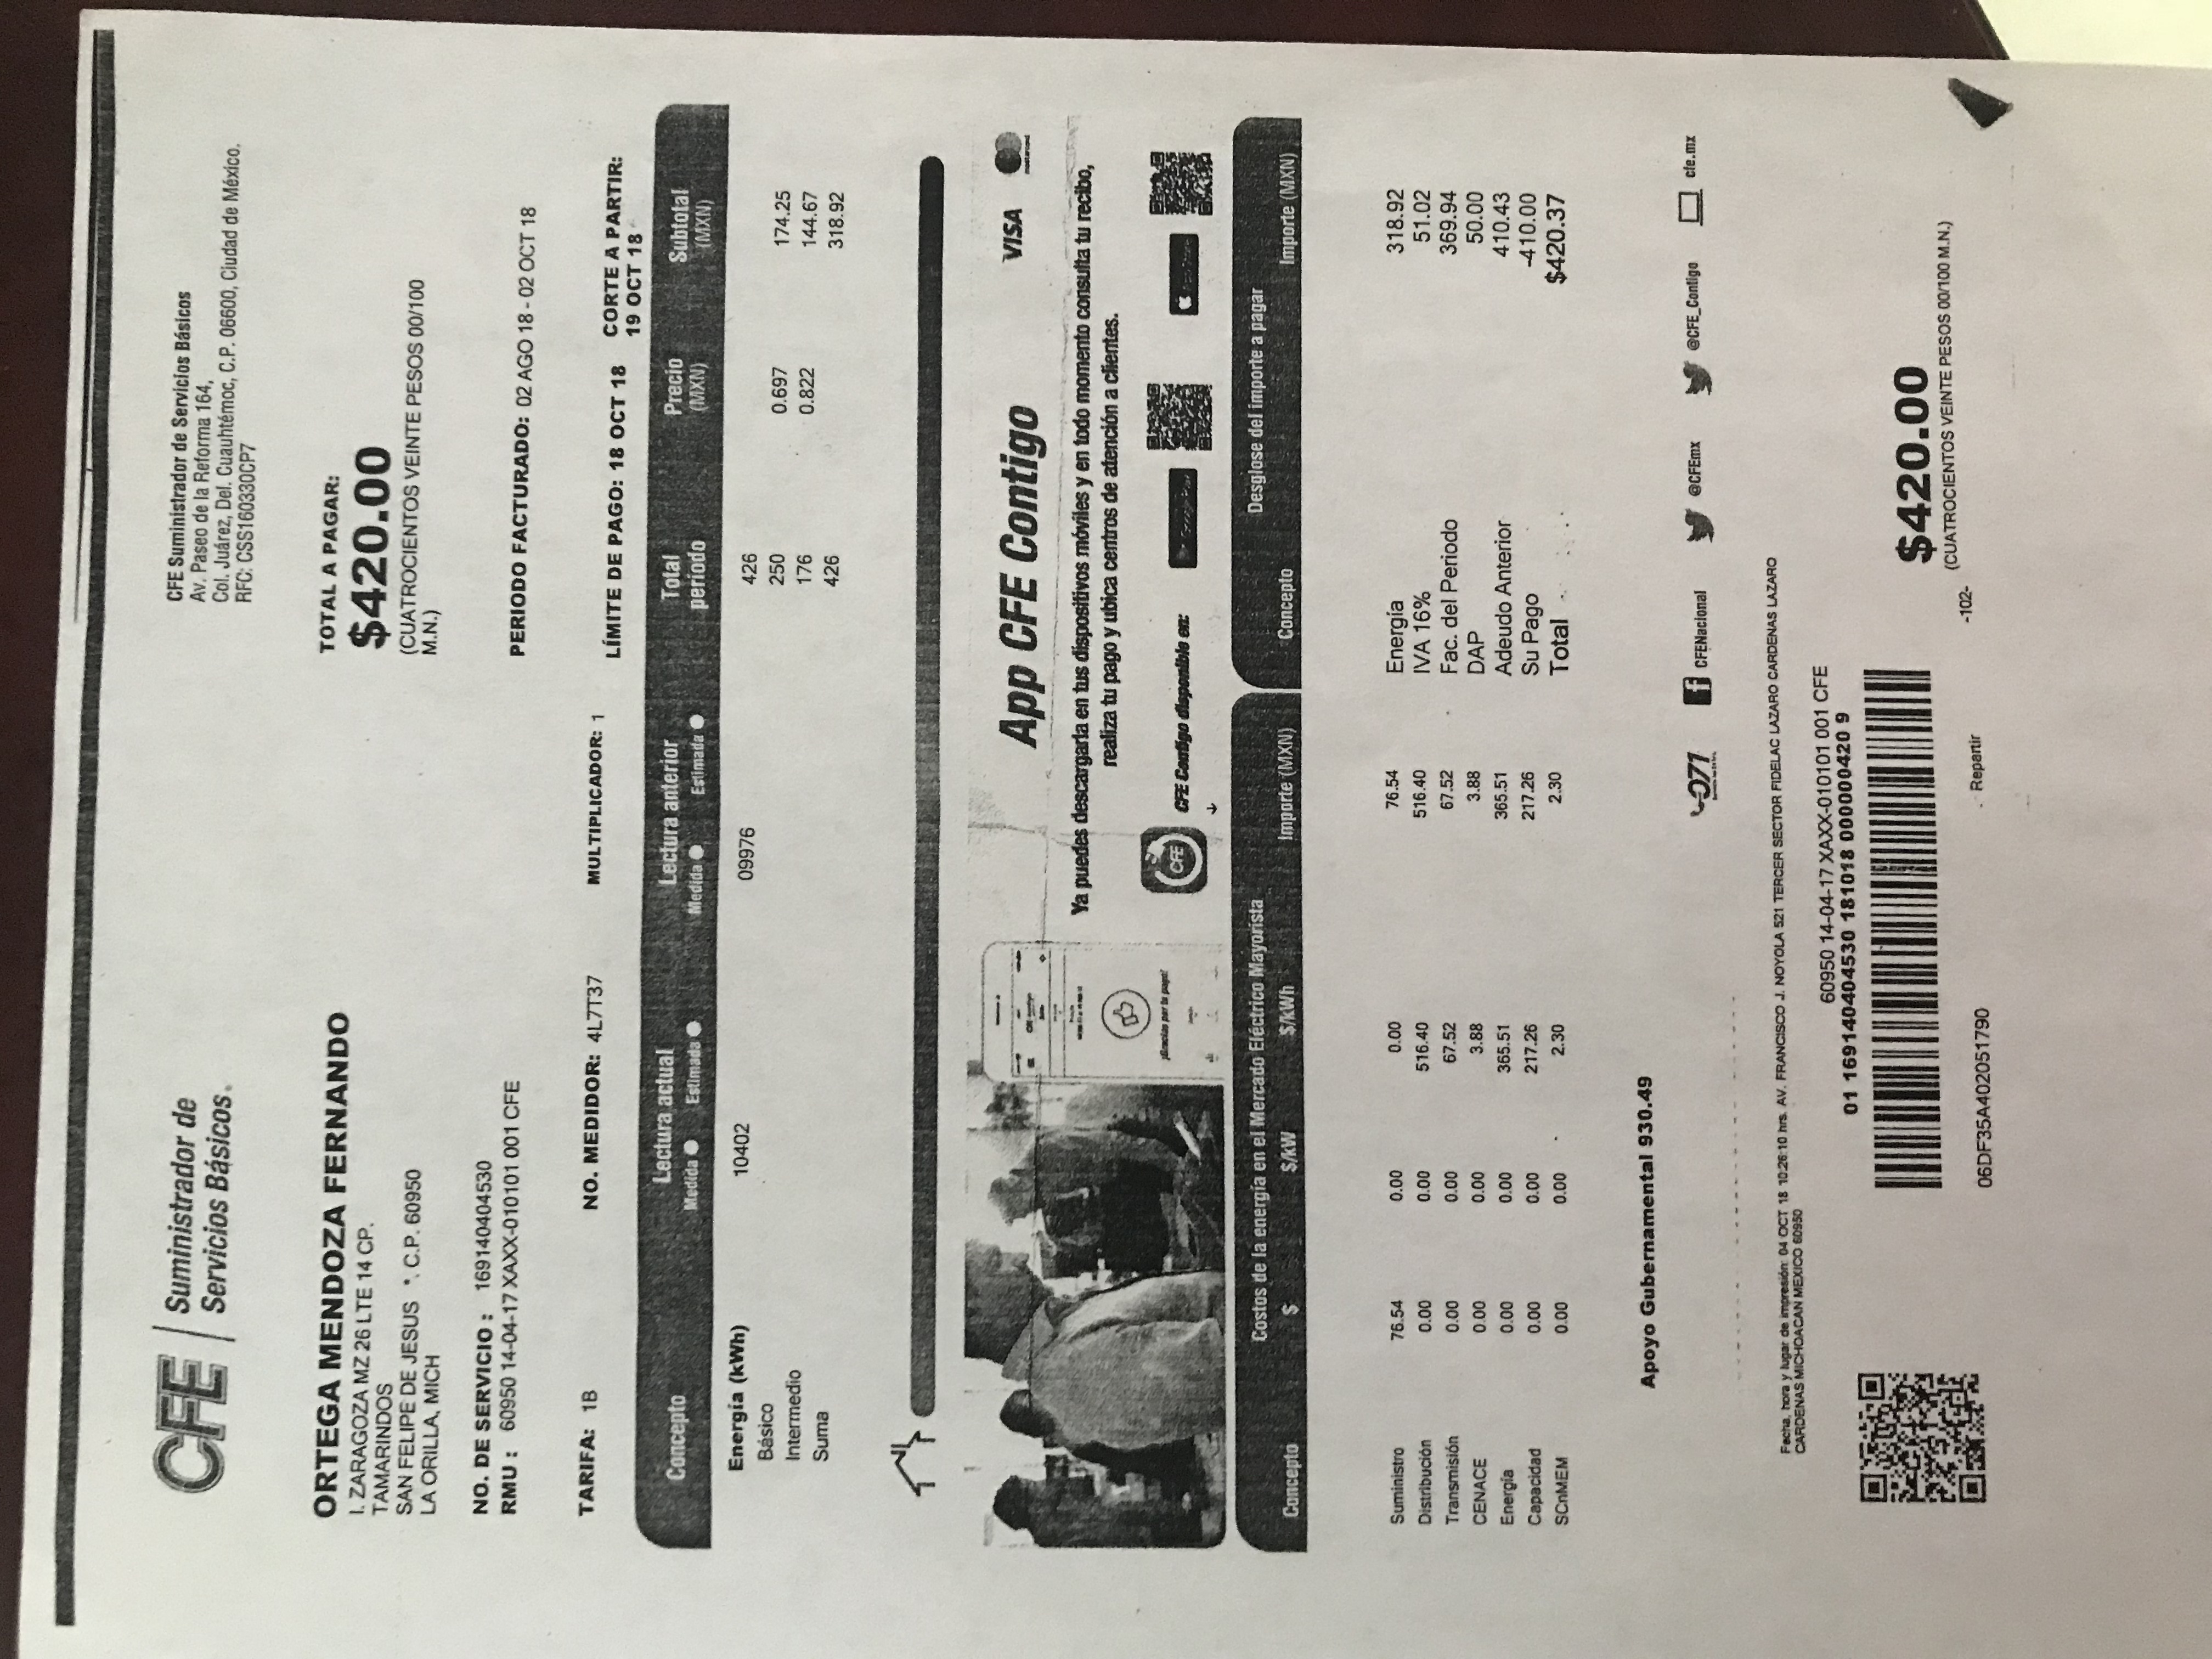 CFE Suministrador de
Servicios Básicos.
CFE Suministrador de Servicios Básicos
Av. Paseo de la Reforma 164,
Col. Juárez, Del. Cuauhtémoc, C.P. 06600, Ciudad de México.
RFC: CSS160330CP7
ORTEGA MENDOZA FERNANDO
I. ZARAGOZA MZ 26 LTE 14 CP.
TAMARINDOS
SAN FELIPE DE JESUS *. C.P. 60950
LA ORILLA, MICH
TOTAL A PAGAR:
$420.00
(CUATROCIENTOS VEINTE PESOS 00/100
M.N.)
NO. DE SERVICIO : 169140404530
RMU : 60950 14-04-17 XAXX-010101 001 CFE
PERIODO FACTURADO: 02 AGO 18 - 02 OCT 18
TARIFA: 1B NO. MEDIDOR: 4L7T37 MULTIPLICADOR: 1
LÍMITE DE PAGO: 18 OCT 18 CORTE A PARTIR:
19 OCT 18
Concepto Lectura actual Lectura anterior Total Precio Subtotal
Medida Estimada Medida Estimada período (MXN) (MXN)
Energía (kWh) 10402 09976 426
Básico 250 0.697 174.25
Intermedio 176 0.822 144.67
Suma 426 318.92
App CFE Contigo VISA mastercard
Ya puedes descargarla en tus dispositivos móviles y en todo momento consulta tu recibo,
realiza tu pago y ubica centros de atención a clientes.
¡Gracias por tu pago!
CFE CFE Contigo disponible en: Google Play App Store
Costos de la energía en el Mercado Eléctrico Mayorista
Concepto $ $/kW $/kWh Importe (MXN)
Suministro 76.54 0.00 0.00 76.54
Distribución 0.00 0.00 516.40 516.40
Transmisión 0.00 0.00 67.52 67.52
CENACE 0.00 0.00 3.88 3.88
Energía 0.00 0.00 365.51 365.51
Capacidad 0.00 0.00 217.26 217.26
SCnMEM 0.00 0.00 2.30 2.30
Desglose del importe a pagar
Concepto Importe (MXN)
Energía 318.92
IVA 16% 51.02
Fac. del Periodo 369.94
DAP 50.00
Adeudo Anterior 410.43
Su Pago -410.00
Total $420.37
Apoyo Gubernamental 930.49
071 CFENacional @CFEmx @CFE_Contigo cfe.mx
Fecha, hora y lugar de impresión: 04 OCT 18 10:26:10 hrs. AV. FRANCISCO J. NOYOLA 521 TERCER SECTOR FIDELAC LAZARO CARDENAS LAZARO
CARDENAS MICHOACAN MEXICO 60950
60950 14-04-17 XAXX-010101 001 CFE
01 169140404530 181018 000000420 9
$420.00
(CUATROCIENTOS VEINTE PESOS 00/100 M.N.)
06DF35A402051790 Repartir -102-